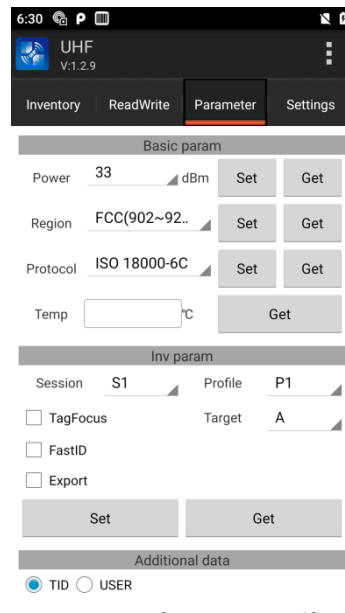 6:30
UHF
V:1.2.9
Inventory ReadWrite Parameter Settings
Basic param
Power 33 dBm Set Get
Region FCC(902~92.. Set Get
Protocol ISO 18000-6C Set Get
Temp ℃ Get
Inv param
Session S1 Profile P1
TagFocus Target A
FastID
Export
Set Get
Additional data
TID USER